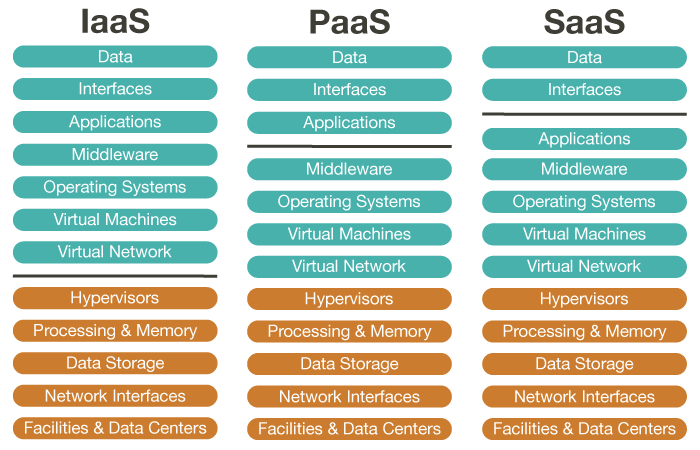 IaaS
Data
Interfaces
Applications
Middleware
Operating Systems
Virtual Machines
Virtual Network
Hypervisors
Processing & Memory
Data Storage
Network Interfaces
Facilities & Data Centers
PaaS
Data
Interfaces
Applications
Middleware
Operating Systems
Virtual Machines
Virtual Network
Hypervisors
Processing & Memory
Data Storage
Network Interfaces
Facilities & Data Centers
SaaS
Data
Interfaces
Applications
Middleware
Operating Systems
Virtual Machines
Virtual Network
Hypervisors
Processing & Memory
Data Storage
Network Interfaces
Facilities & Data Centers